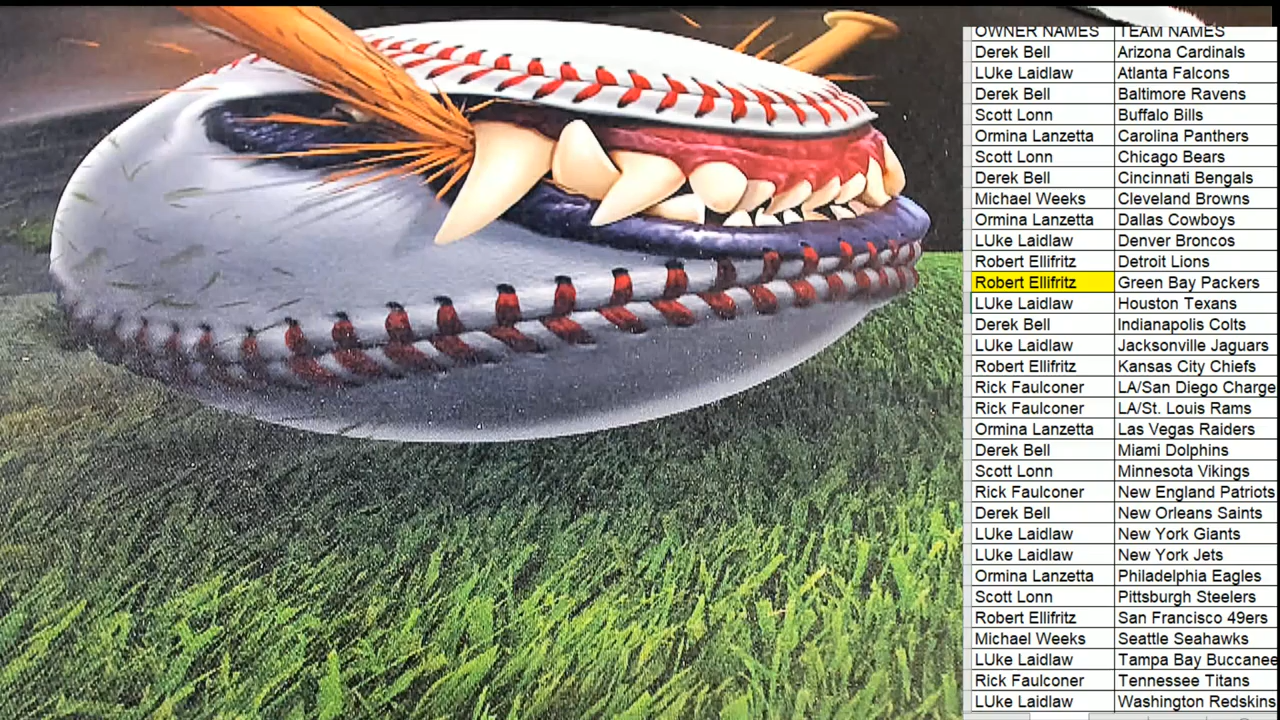 OWNER NAMES TEAM NAMES
Derek Bell Arizona Cardinals
LUke Laidlaw Atlanta Falcons
Derek Bell Baltimore Ravens
Scott Lonn Buffalo Bills
Ormina Lanzetta Carolina Panthers
Scott Lonn Chicago Bears
Derek Bell Cincinnati Bengals
Michael Weeks Cleveland Browns
Ormina Lanzetta Dallas Cowboys
LUke Laidlaw Denver Broncos
Robert Ellifritz Detroit Lions
Robert Ellifritz Green Bay Packers
LUke Laidlaw Houston Texans
Derek Bell Indianapolis Colts
LUke Laidlaw Jacksonville Jaguars
Robert Ellifritz Kansas City Chiefs
Rick Faulconer LA/San Diego Charge
Rick Faulconer LA/St. Louis Rams
Ormina Lanzetta Las Vegas Raiders
Derek Bell Miami Dolphins
Scott Lonn Minnesota Vikings
Rick Faulconer New England Patriots
Derek Bell New Orleans Saints
LUke Laidlaw New York Giants
LUke Laidlaw New York Jets
Ormina Lanzetta Philadelphia Eagles
Scott Lonn Pittsburgh Steelers
Robert Ellifritz San Francisco 49ers
Michael Weeks Seattle Seahawks
LUke Laidlaw Tampa Bay Buccanee
Rick Faulconer Tennessee Titans
LUke Laidlaw Washington Redskins